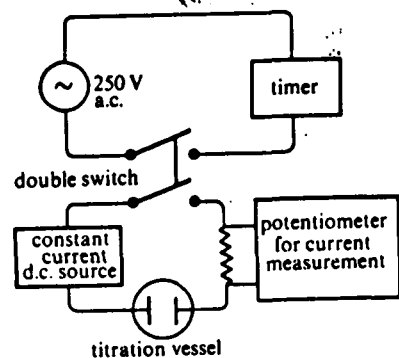 ~
250 V
a.c.
timer
double switch
constant
current
d.c. source
potentiometer
for current
measurement
titration vessel